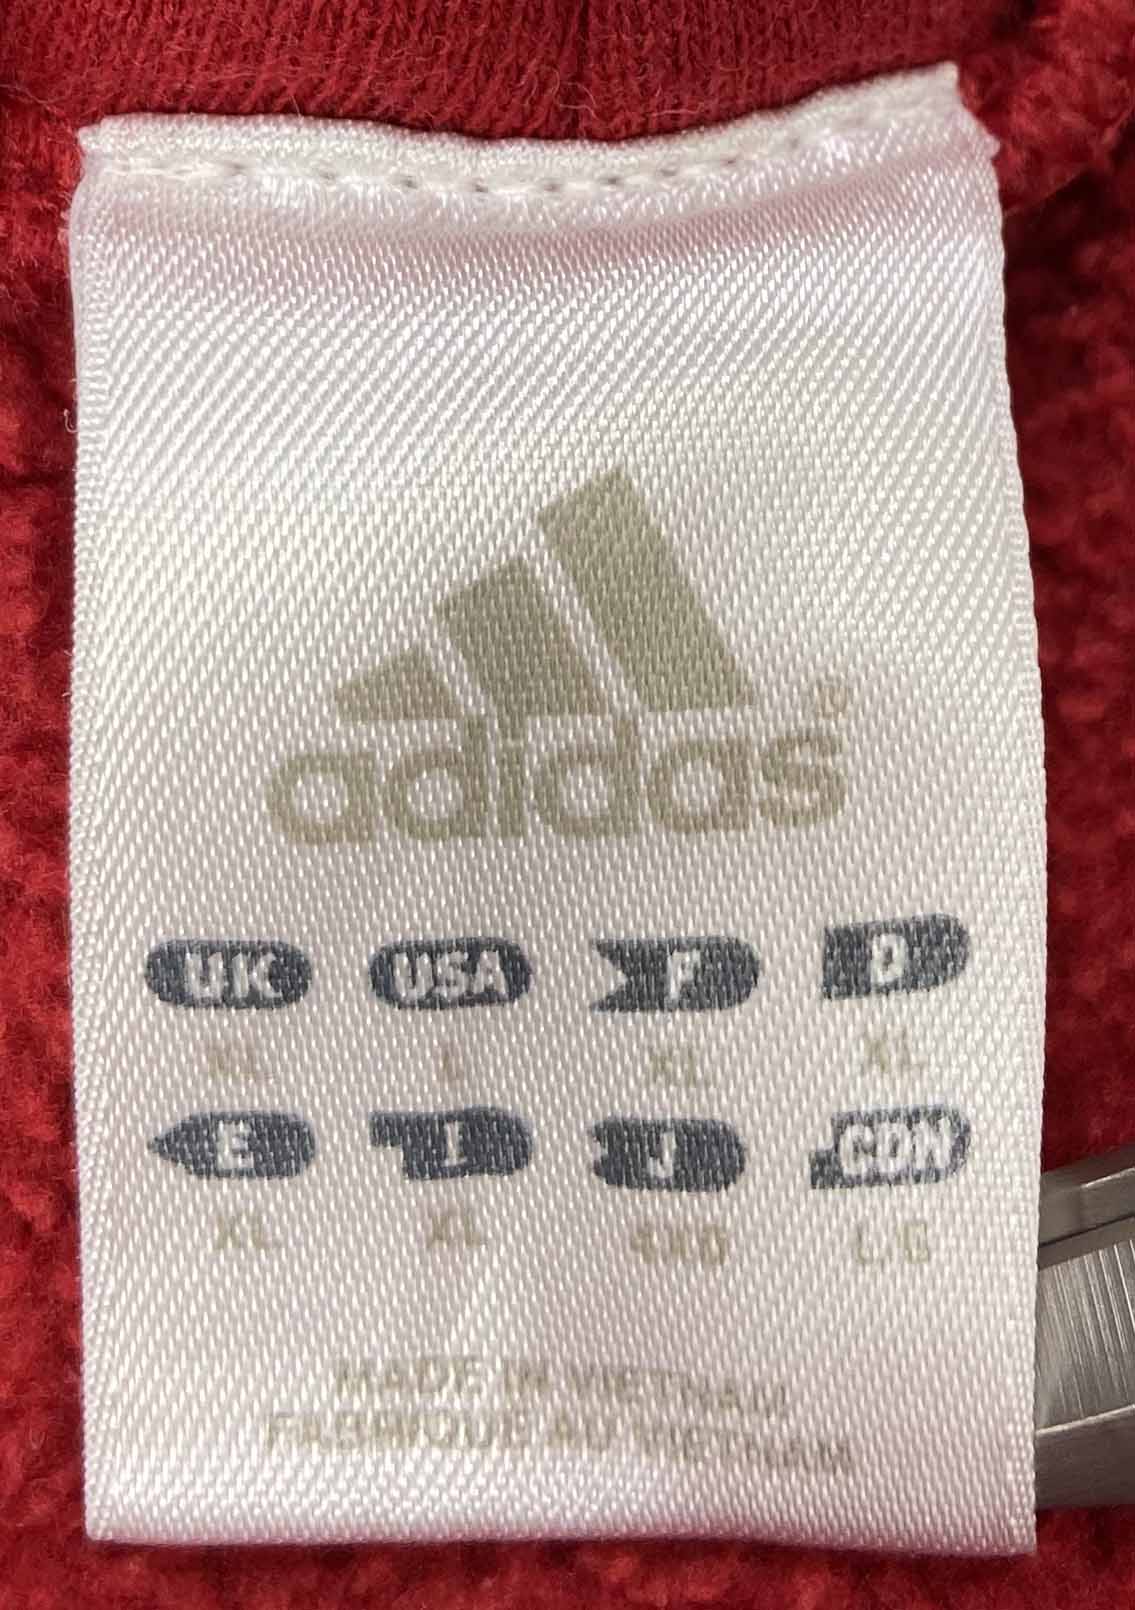 adidas®
UK USA F D
XL L XL XL
E I J CDN
XL XL L/G
MADE IN VIETNAM
FABRIQUE AU VIETNAM